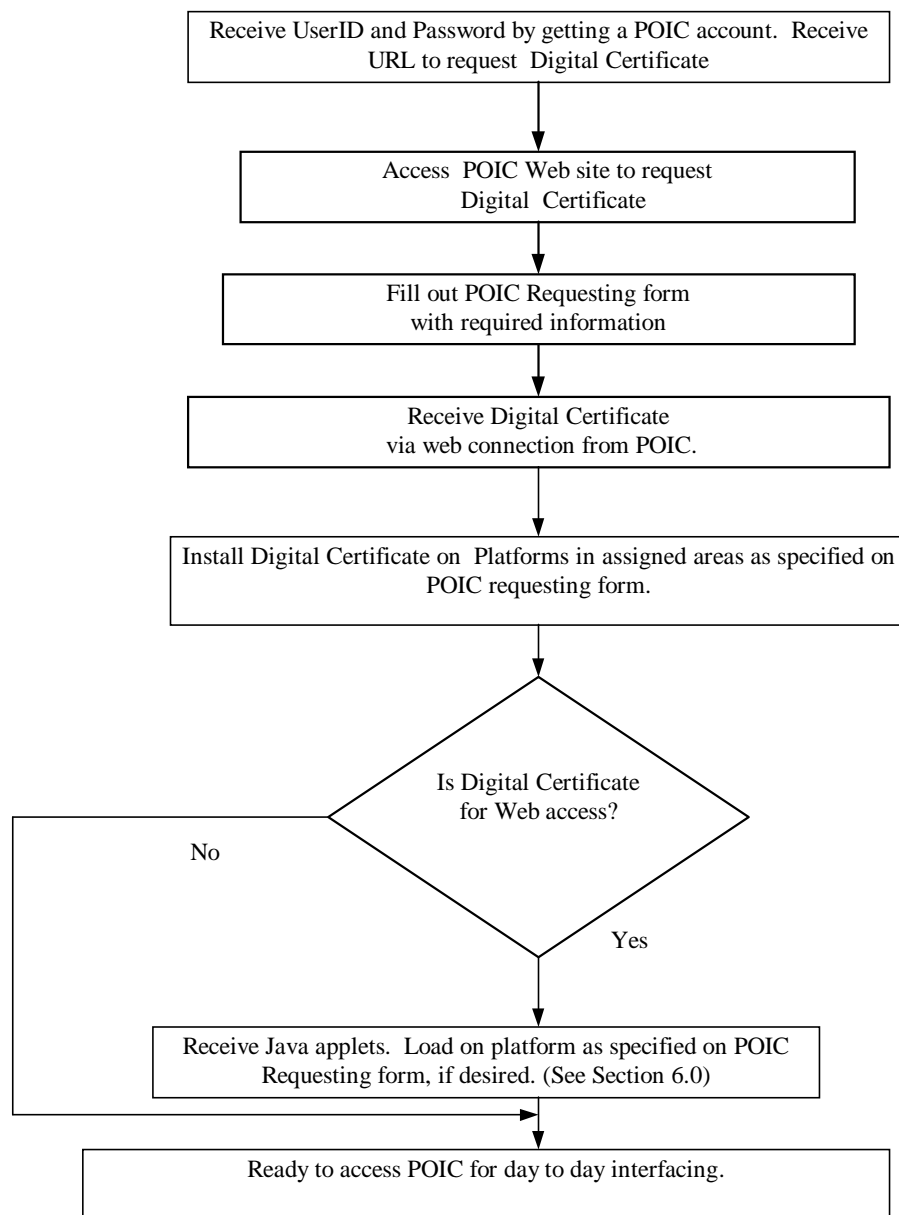 Receive UserID and Password by getting a POIC account. Receive
URL to request Digital Certificate
Access POIC Web site to request
Digital Certificate
Fill out POIC Requesting form
with required information
Receive Digital Certificate
via web connection from POIC.
Install Digital Certificate on Platforms in assigned areas as specified on
POIC requesting form.
Is Digital Certificate
for Web access?
No
Yes
Receive Java applets. Load on platform as specified on POIC
Requesting form, if desired. (See Section 6.0)
Ready to access POIC for day to day interfacing.